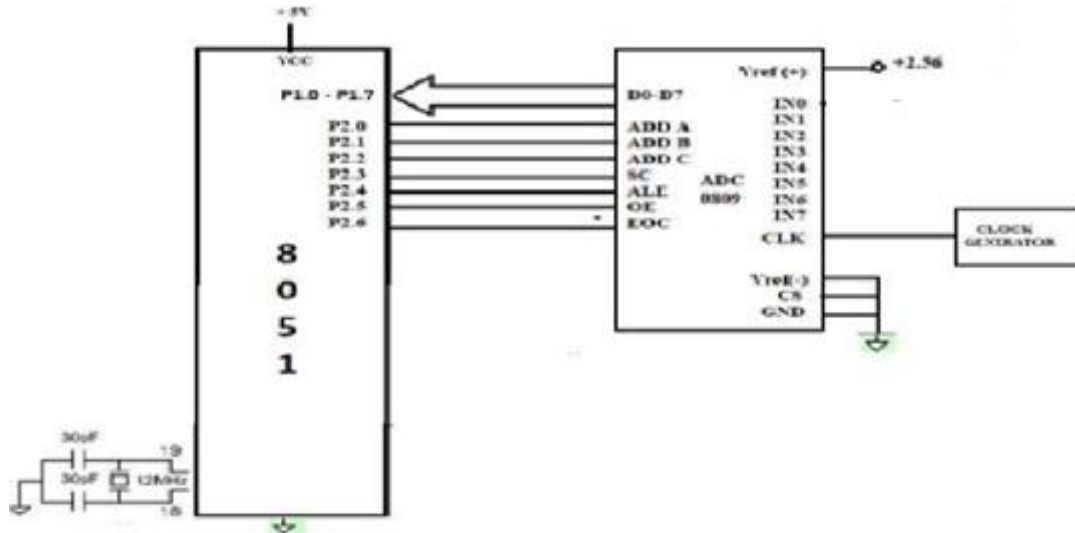 +5V
VCC
P1.0 - P1.7
P2.0
P2.1
P2.2
P2.3
P2.4
P2.5
P2.6
8
0
5
1
30pF
30pF
19
12MHz
18
D0-D7
ADD A
ADD B
ADD C
SC
ALE
OE
EOC
ADC
0809
Vref (+)
IN0
IN1
IN2
IN3
IN4
IN5
IN6
IN7
CLK
Vref(-)
CS
GND
+2.56
CLOCK
GENERATOR